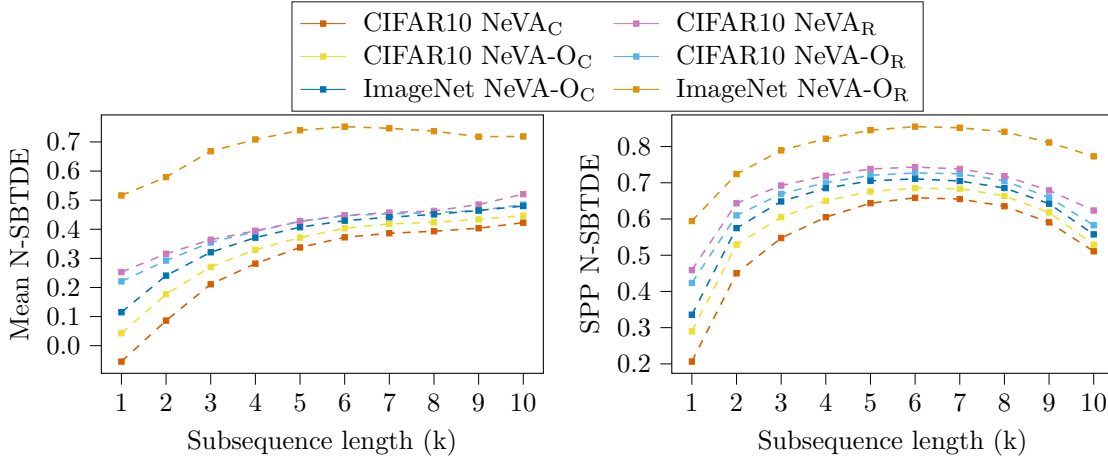 CIFAR10 NeVA_C CIFAR10 NeVA_R
CIFAR10 NeVA-O_C CIFAR10 NeVA-O_R
ImageNet NeVA-O_C ImageNet NeVA-O_R
Mean N-SBTDE
0.7
0.6
0.5
0.4
0.3
0.2
0.1
0.0
1 2 3 4 5 6 7 8 9 10
Subsequence length (k)
SPP N-SBTDE
0.8
0.7
0.6
0.5
0.4
0.3
0.2
1 2 3 4 5 6 7 8 9 10
Subsequence length (k)